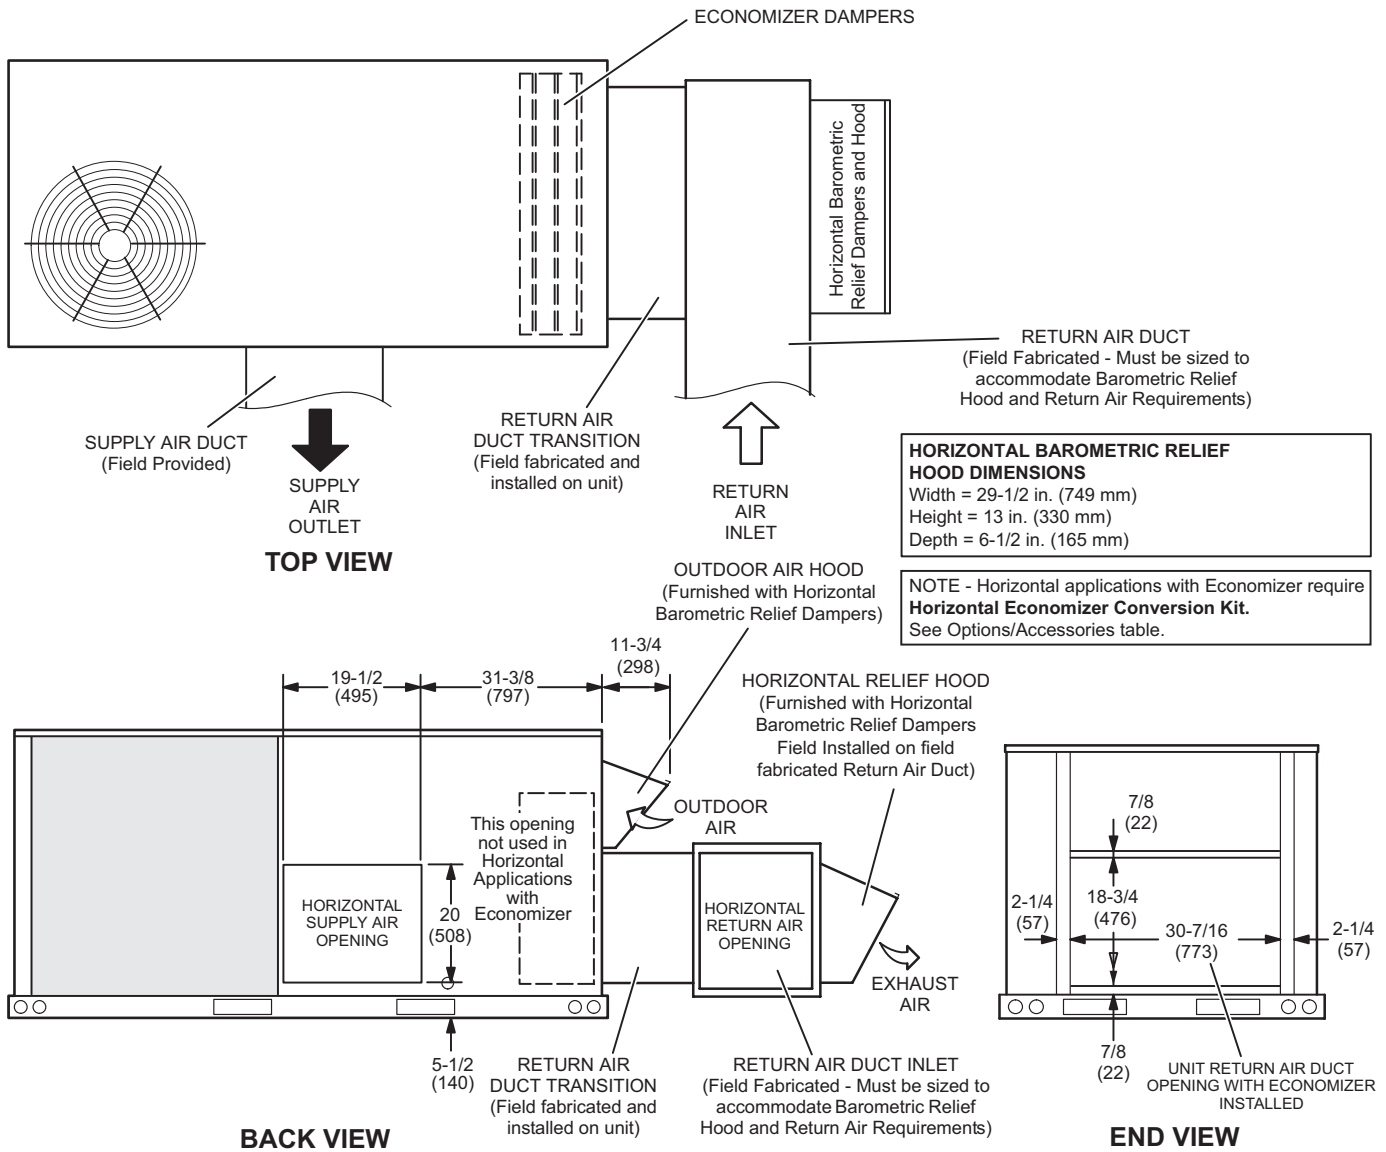 ECONOMIZER DAMPERS
Horizontal Barometric
Relief Dampers and Hood
RETURN AIR DUCT
(Field Fabricated - Must be sized to
accommodate Barometric Relief
Hood and Return Air Requirements)
SUPPLY AIR DUCT
(Field Provided)
RETURN AIR
DUCT TRANSITION
(Field fabricated and
installed on unit)
SUPPLY
AIR
OUTLET
RETURN
AIR
INLET
TOP VIEW
HORIZONTAL BAROMETRIC RELIEF
HOOD DIMENSIONS
Width = 29-1/2 in. (749 mm)
Height = 13 in. (330 mm)
Depth = 6-1/2 in. (165 mm)
NOTE - Horizontal applications with Economizer require
Horizontal Economizer Conversion Kit.
See Options/Accessories table.
OUTDOOR AIR HOOD
(Furnished with Horizontal
Barometric Relief Dampers)
19-1/2
(495)
31-3/8
(797)
11-3/4
(298)
HORIZONTAL RELIEF HOOD
(Furnished with Horizontal
Barometric Relief Dampers
Field Installed on field
fabricated Return Air Duct)
OUTDOOR
AIR
This opening
not used in
Horizontal
Applications
with
Economizer
HORIZONTAL
SUPPLY AIR
OPENING
20
(508)
HORIZONTAL
RETURN AIR
OPENING
EXHAUST
AIR
5-1/2
(140)
RETURN AIR
DUCT TRANSITION
(Field fabricated and
installed on unit)
RETURN AIR DUCT INLET
(Field Fabricated - Must be sized to
accommodate Barometric Relief
Hood and Return Air Requirements)
BACK VIEW
7/8
(22)
2-1/4
(57)
18-3/4
(476)
30-7/16
(773)
2-1/4
(57)
7/8
(22)
UNIT RETURN AIR DUCT
OPENING WITH ECONOMIZER
INSTALLED
END VIEW